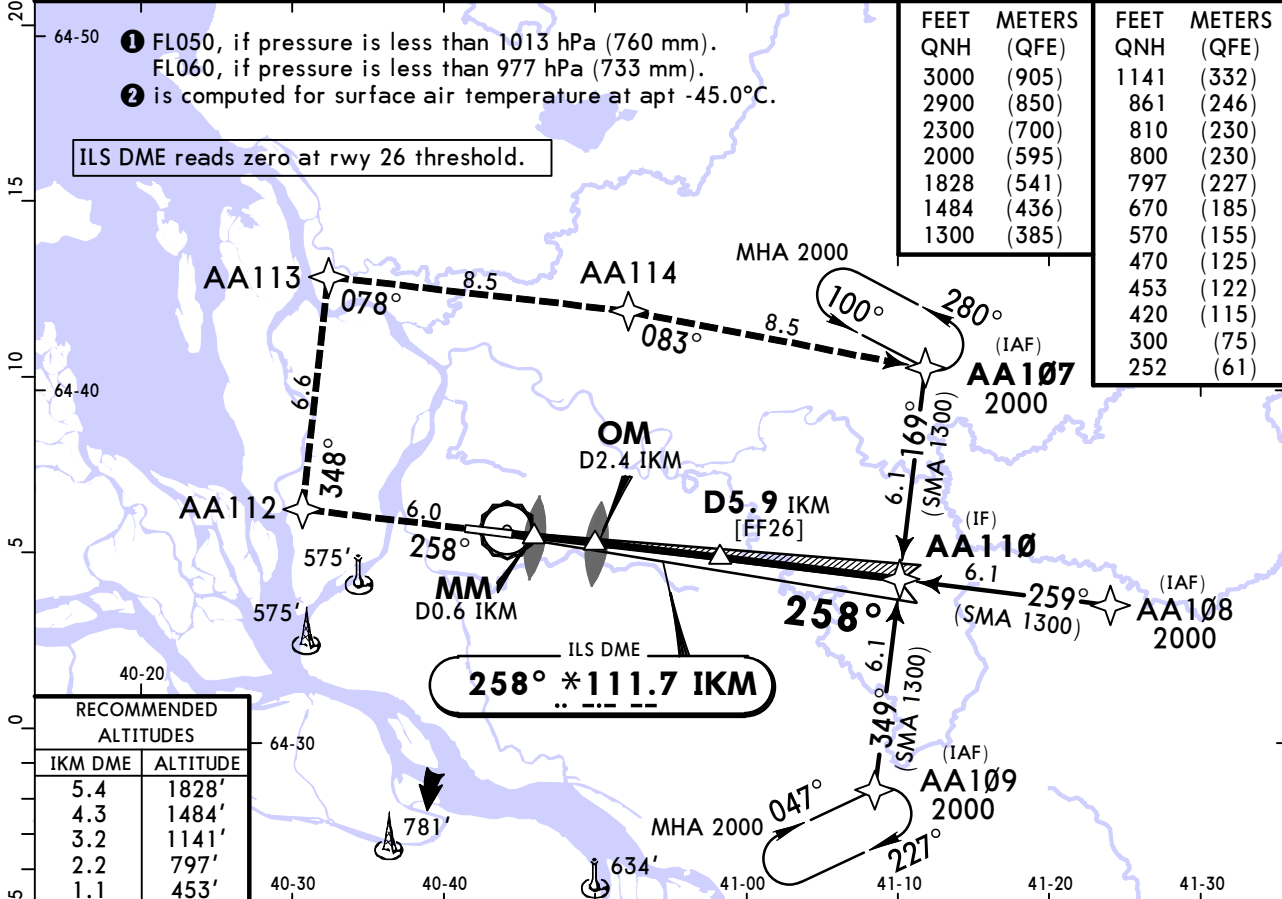 ❶ FL050, if pressure is less than 1013 hPa (760 mm).
FL060, if pressure is less than 977 hPa (733 mm).
❷ is computed for surface air temperature at apt -45.0°C.
ILS DME reads zero at rwy 26 threshold.
FEET METERS
QNH (QFE)
3000 (905)
2900 (850)
2300 (700)
2000 (595)
1828 (541)
1484 (436)
1300 (385)
FEET METERS
QNH (QFE)
1141 (332)
861 (246)
810 (230)
800 (230)
797 (227)
670 (185)
570 (155)
470 (125)
453 (122)
420 (115)
300 (75)
252 (61)
20
15
10
5
0
5
64-50
64-40
64-30
40-20
40-30
40-40
41-00
41-10
41-20
41-30
AA113
078°
8.5
AA114
083°
8.5
MHA 2000
100°
280°
(IAF)
AA1Ø7
2000
6.6
348°
AA112
6.0
258°
OM
D2.4 IKM
MM
D0.6 IKM
D5.9 IKM
[FF26]
169°
6.1
(SMA 1300)
(IF)
AA11Ø
6.1
259°
(SMA 1300)
(IAF)
AA1Ø8
2000
258°
575'
575'
ILS DME
258° *111.7 IKM
6.1
349°
(SMA 1300)
(IAF)
AA1Ø9
2000
MHA 2000
047°
227°
781'
634'
RECOMMENDED
ALTITUDES
IKM DME ALTITUDE
5.4 1828'
4.3 1484'
3.2 1141'
2.2 797'
1.1 453'